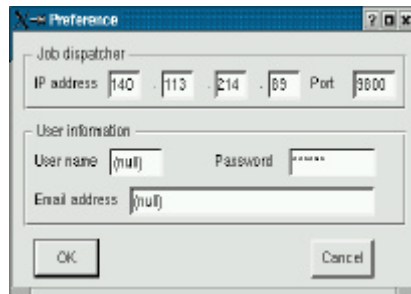 Preference
Job dispatcher
IP address 140 . 113 . 214 . 89 Port 9800
User information
User name (null) Password ******
Email address (null)
OK Cancel